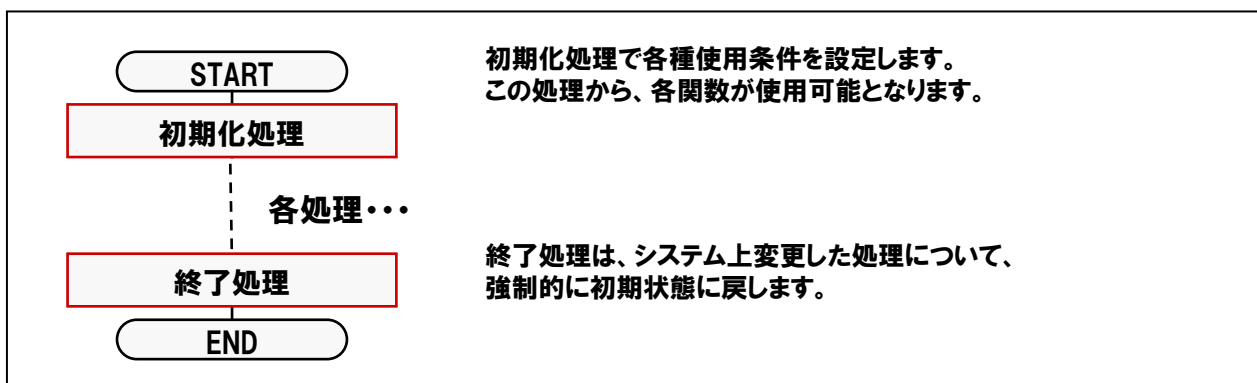 START
初期化処理で各種使用条件を設定します。
この処理から、各関数が使用可能となります。
初期化処理
各処理・・・
終了処理は、システム上変更した処理について、
強制的に初期状態に戻します。
終了処理
END